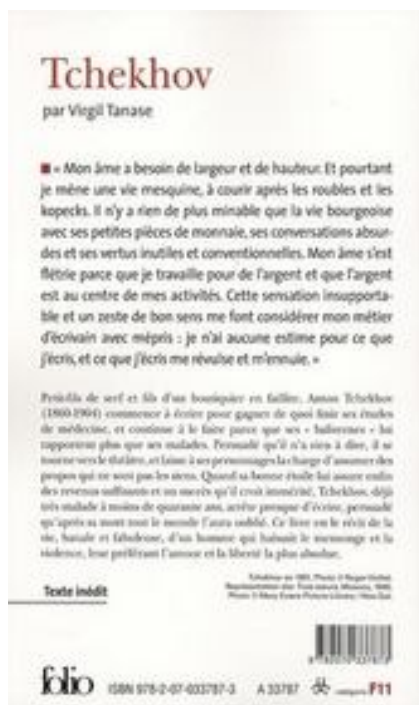 Tchekhov
par Virgil Tanase
« Mon âme a besoin de largeur et de hauteur. Et pourtant
je mène une vie mesquine, à courir après les roubles et les
kopecks. Il n'y a rien de plus minable que la vie bourgeoise
avec ses petites pièces de monnaie, ses conversations absur-
des et ses vertus inutiles et conventionnelles. Mon âme s'est
flétrie parce que je travaille pour de l'argent et que l'argent
est au centre de mes activités. Cette sensation insupporta-
ble et un zeste de bon sens me font considérer mon métier
d'écrivain avec mépris : je n'ai aucune estime pour ce que
j'écris, et ce que j'écris me révulse et m'ennuie. »
Petit-fils de serf et fils d'un boutiquier en faillite, Anton Tchekhov
(1860-1904) commence à écrire pour gagner de quoi finir ses études
de médecine, et continue à le faire parce que ses « balivernes » lui
rapportent plus que ses malades. Persuadé qu'il n'a rien à dire, il se
tourne vers le théâtre, et laisse à ses personnages la charge d'assumer des
propos qui ne sont pas les siens. Quand sa bonne étoile lui assure enfin
des revenus suffisants et un succès qu'il croit immérité, Tchekhov, déjà
très malade à moins de quarante ans, arrête presque d'écrire, persuadé
qu'après sa mort tout le monde l'aura oublié. Ce livre est le récit de la
vie, banale et fabuleuse, d'un homme qui haïssait le mensonge et la
violence, leur préférant l'amour et la liberté la plus absolue.
Texte inédit
folio
ISBN 978-2-07-033787-3
A 33787
catégorie F11